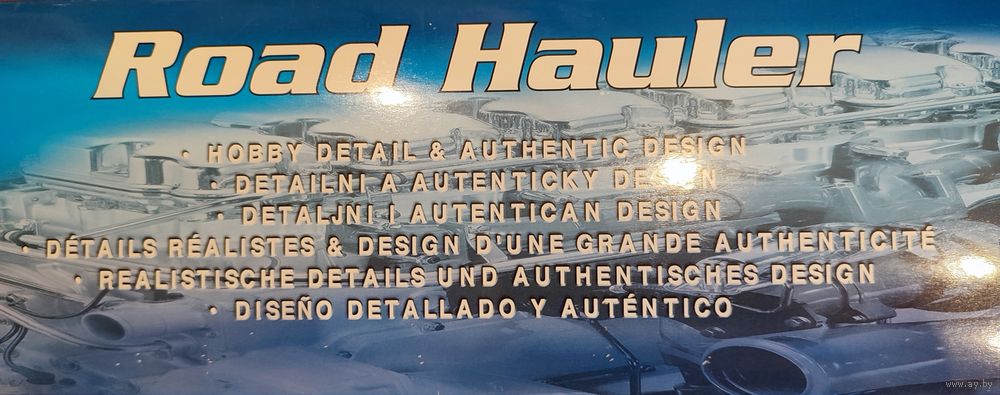 Road Hauler
• HOBBY DETAIL & AUTHENTIC DESIGN
• DETAILNI A AUTENTICKY DESIGN
• DETALJNI I AUTENTICAN DESIGN
• DÉTAILS RÉALISTES & DESIGN D'UNE GRANDE AUTHENTICITÉ
• REALISTISCHE DETAILS UND AUTHENTISCHES DESIGN
• DISEÑO DETALLADO Y AUTÉNTICO
www.ay.by